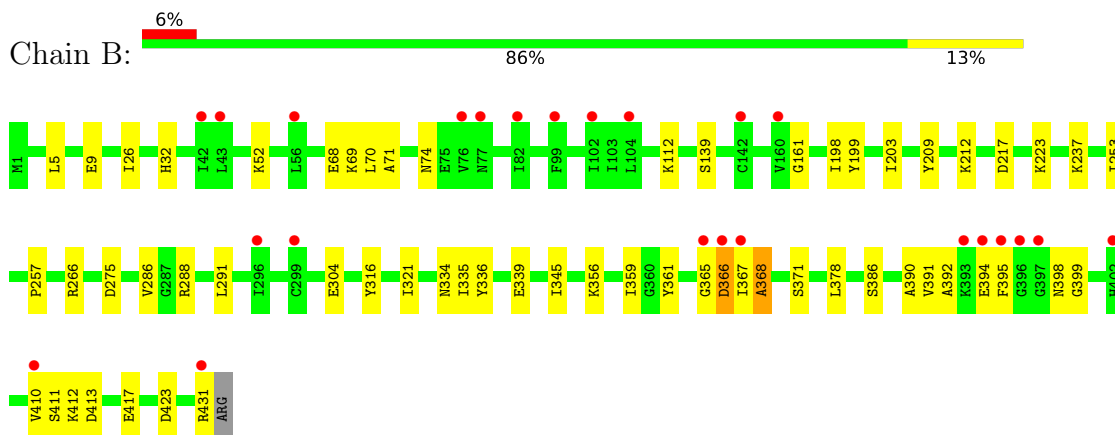 6%
Chain B:
86% 13%
M1 L5 E9 I26 H32 I42 L43 K52 L56 E68 K69 L70 A71 N74 E75 V76 N77 I82 F99 I102 I103 L104 K112 S139 C142 V160 G161 I198 Y199 I203 Y209 K212 D217 K223 K237
P257 R266 D275 V286 G287 R288 L291 I296 C299 E304 Y316 I321 N334 I335 Y336 E339 I345 K356 I359 G360 Y361 G365 D366 I367 A368 S371 L378 S386 A390 V391 A392 K393 E394 F395 G396 G397 N398 G399
V410 S411 K412 D413 E417 D423 R431 ARG